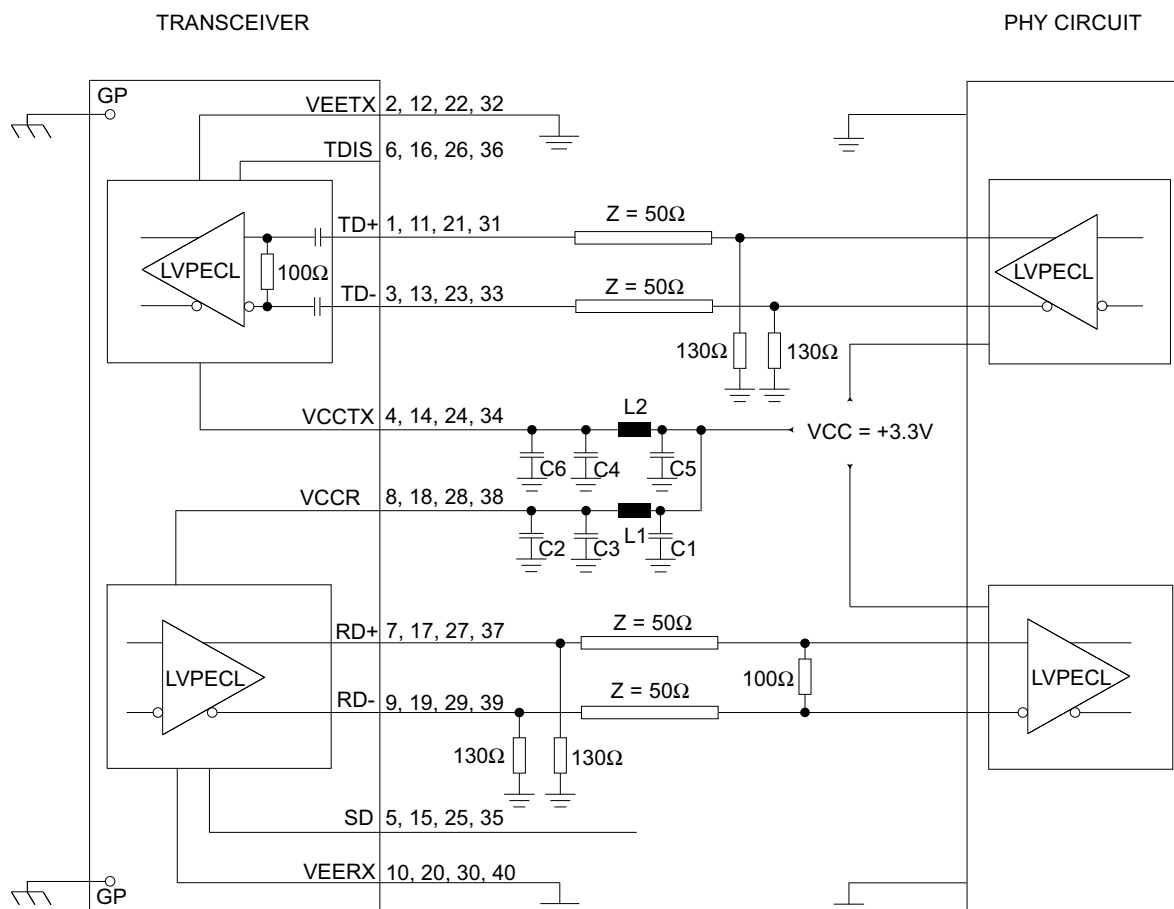 TRANSCEIVER
PHY CIRCUIT
GP
VEETX 2, 12, 22, 32
TDIS 6, 16, 26, 36
TD+ 1, 11, 21, 31
Z = 50Ω
LVPECL
100Ω
LVPECL
TD- 3, 13, 23, 33
Z = 50Ω
130Ω
130Ω
VCCTX 4, 14, 24, 34
L2
VCC = +3.3V
C6
C4
C5
VCCR 8, 18, 28, 38
L1
C2
C3
C1
RD+ 7, 17, 27, 37
Z = 50Ω
LVPECL
100Ω
LVPECL
RD- 9, 19, 29, 39
Z = 50Ω
130Ω
130Ω
SD 5, 15, 25, 35
VEERX 10, 20, 30, 40
GP